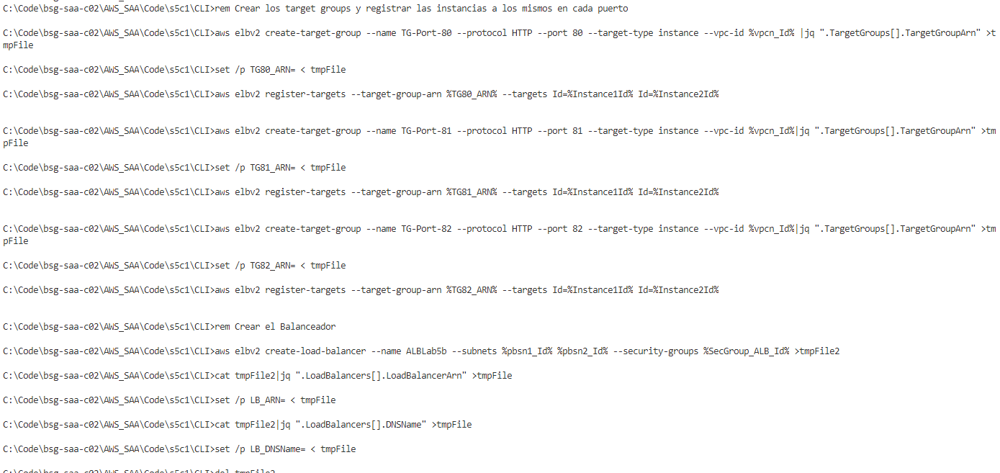 C:\Code\bsg-saa-c02\AWS_SAA\Code\s5c1\CLI>rem Crear los target groups y registrar las instancias a los mismos en cada puerto
C:\Code\bsg-saa-c02\AWS_SAA\Code\s5c1\CLI>aws elbv2 create-target-group --name TG-Port-80 --protocol HTTP --port 80 --target-type instance --vpc-id %vpcn_Id% |jq ".TargetGroups[].TargetGroupArn" >t
mpFile
C:\Code\bsg-saa-c02\AWS_SAA\Code\s5c1\CLI>set /p TG80_ARN= < tmpFile
C:\Code\bsg-saa-c02\AWS_SAA\Code\s5c1\CLI>aws elbv2 register-targets --target-group-arn %TG80_ARN% --targets Id=%Instance1Id% Id=%Instance2Id%
C:\Code\bsg-saa-c02\AWS_SAA\Code\s5c1\CLI>aws elbv2 create-target-group --name TG-Port-81 --protocol HTTP --port 81 --target-type instance --vpc-id %vpcn_Id%|jq ".TargetGroups[].TargetGroupArn" >tm
pFile
C:\Code\bsg-saa-c02\AWS_SAA\Code\s5c1\CLI>set /p TG81_ARN= < tmpFile
C:\Code\bsg-saa-c02\AWS_SAA\Code\s5c1\CLI>aws elbv2 register-targets --target-group-arn %TG81_ARN% --targets Id=%Instance1Id% Id=%Instance2Id%
C:\Code\bsg-saa-c02\AWS_SAA\Code\s5c1\CLI>aws elbv2 create-target-group --name TG-Port-82 --protocol HTTP --port 82 --target-type instance --vpc-id %vpcn_Id%|jq ".TargetGroups[].TargetGroupArn" >tm
pFile
C:\Code\bsg-saa-c02\AWS_SAA\Code\s5c1\CLI>set /p TG82_ARN= < tmpFile
C:\Code\bsg-saa-c02\AWS_SAA\Code\s5c1\CLI>aws elbv2 register-targets --target-group-arn %TG82_ARN% --targets Id=%Instance1Id% Id=%Instance2Id%
C:\Code\bsg-saa-c02\AWS_SAA\Code\s5c1\CLI>rem Crear el Balanceador
C:\Code\bsg-saa-c02\AWS_SAA\Code\s5c1\CLI>aws elbv2 create-load-balancer --name ALBLab5b --subnets %pbsn1_Id% %pbsn2_Id% --security-groups %SecGroup_ALB_Id% >tmpFile2
C:\Code\bsg-saa-c02\AWS_SAA\Code\s5c1\CLI>cat tmpFile2|jq ".LoadBalancers[].LoadBalancerArn" >tmpFile
C:\Code\bsg-saa-c02\AWS_SAA\Code\s5c1\CLI>set /p LB_ARN= < tmpFile
C:\Code\bsg-saa-c02\AWS_SAA\Code\s5c1\CLI>cat tmpFile2|jq ".LoadBalancers[].DNSName" >tmpFile
C:\Code\bsg-saa-c02\AWS_SAA\Code\s5c1\CLI>set /p LB_DNSName= < tmpFile
C:\Code\bsg-saa-c02\AWS_SAA\Code\s5c1\CLI>del tmpFile2